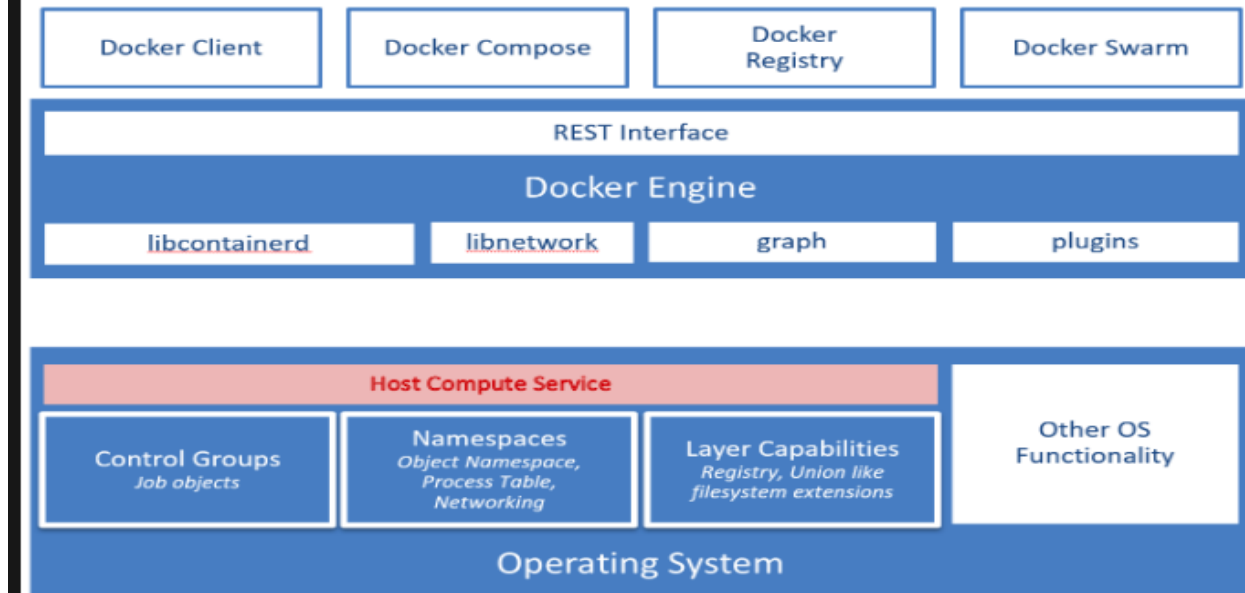 Docker Client
Docker Compose
Docker
Registry
Docker Swarm
REST Interface
Docker Engine
libcontainerd
libnetwork
graph
plugins
Host Compute Service
Control Groups
Job objects
Namespaces
Object Namespace,
Process Table,
Networking
Layer Capabilities
Registry, Union like
filesystem extensions
Other OS
Functionality
Operating System